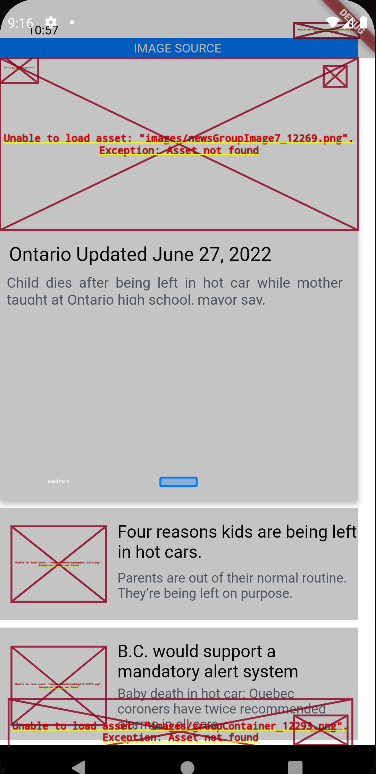 9:16
10:57
DEBUG
IMAGE SOURCE
Unable to load asset: "images/newsGroupImage7_12269.png".
Exception: Asset not found
Ontario Updated June 27, 2022
Child dies after being left in hot car while mother
taught at Ontario high school, mayor say.
Read More
Four reasons kids are being left
in hot cars.
Parents are out of their normal routine.
They're being left on purpose.
B.C. would support a
mandatory alert system
Baby death in hot car: Quebec
coroners have twice recommended
Unable to load asset: "images/groupContainer_12293.png".
Exception: Asset not found